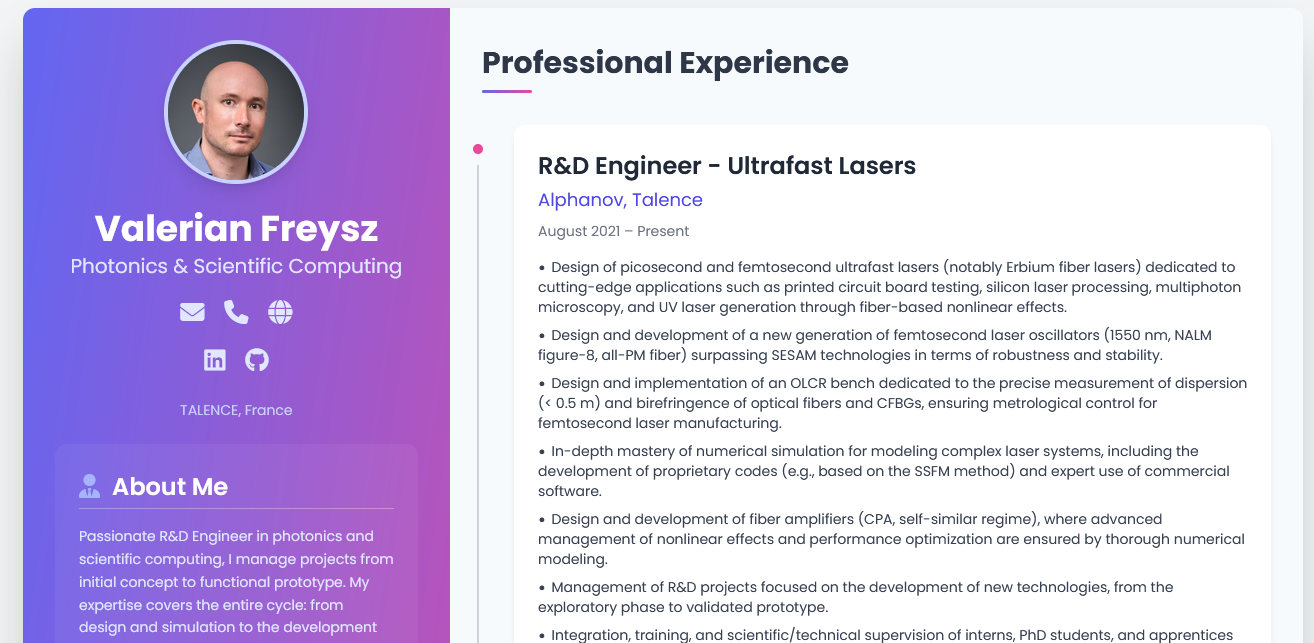 Valerian Freysz
Photonics & Scientific Computing
TALENCE, France
About Me
Passionate R&D Engineer in photonics and
scientific computing, I manage projects from
initial concept to functional prototype. My
expertise covers the entire cycle: from
design and simulation to the development
Professional Experience
R&D Engineer - Ultrafast Lasers
Alphanov, Talence
August 2021 – Present
• Design of picosecond and femtosecond ultrafast lasers (notably Erbium fiber lasers) dedicated to
cutting-edge applications such as printed circuit board testing, silicon laser processing, multiphoton
microscopy, and UV laser generation through fiber-based nonlinear effects.
• Design and development of a new generation of femtosecond laser oscillators (1550 nm, NALM
figure-8, all-PM fiber) surpassing SESAM technologies in terms of robustness and stability.
• Design and implementation of an OLCR bench dedicated to the precise measurement of dispersion
(< 0.5 m) and birefringence of optical fibers and CFBGs, ensuring metrological control for
femtosecond laser manufacturing.
• In-depth mastery of numerical simulation for modeling complex laser systems, including the
development of proprietary codes (e.g., based on the SSFM method) and expert use of commercial
software.
• Design and development of fiber amplifiers (CPA, self-similar regime), where advanced
management of nonlinear effects and performance optimization are ensured by thorough numerical
modeling.
• Management of R&D projects focused on the development of new technologies, from the
exploratory phase to validated prototype.
• Integration, training, and scientific/technical supervision of interns, PhD students, and apprentices